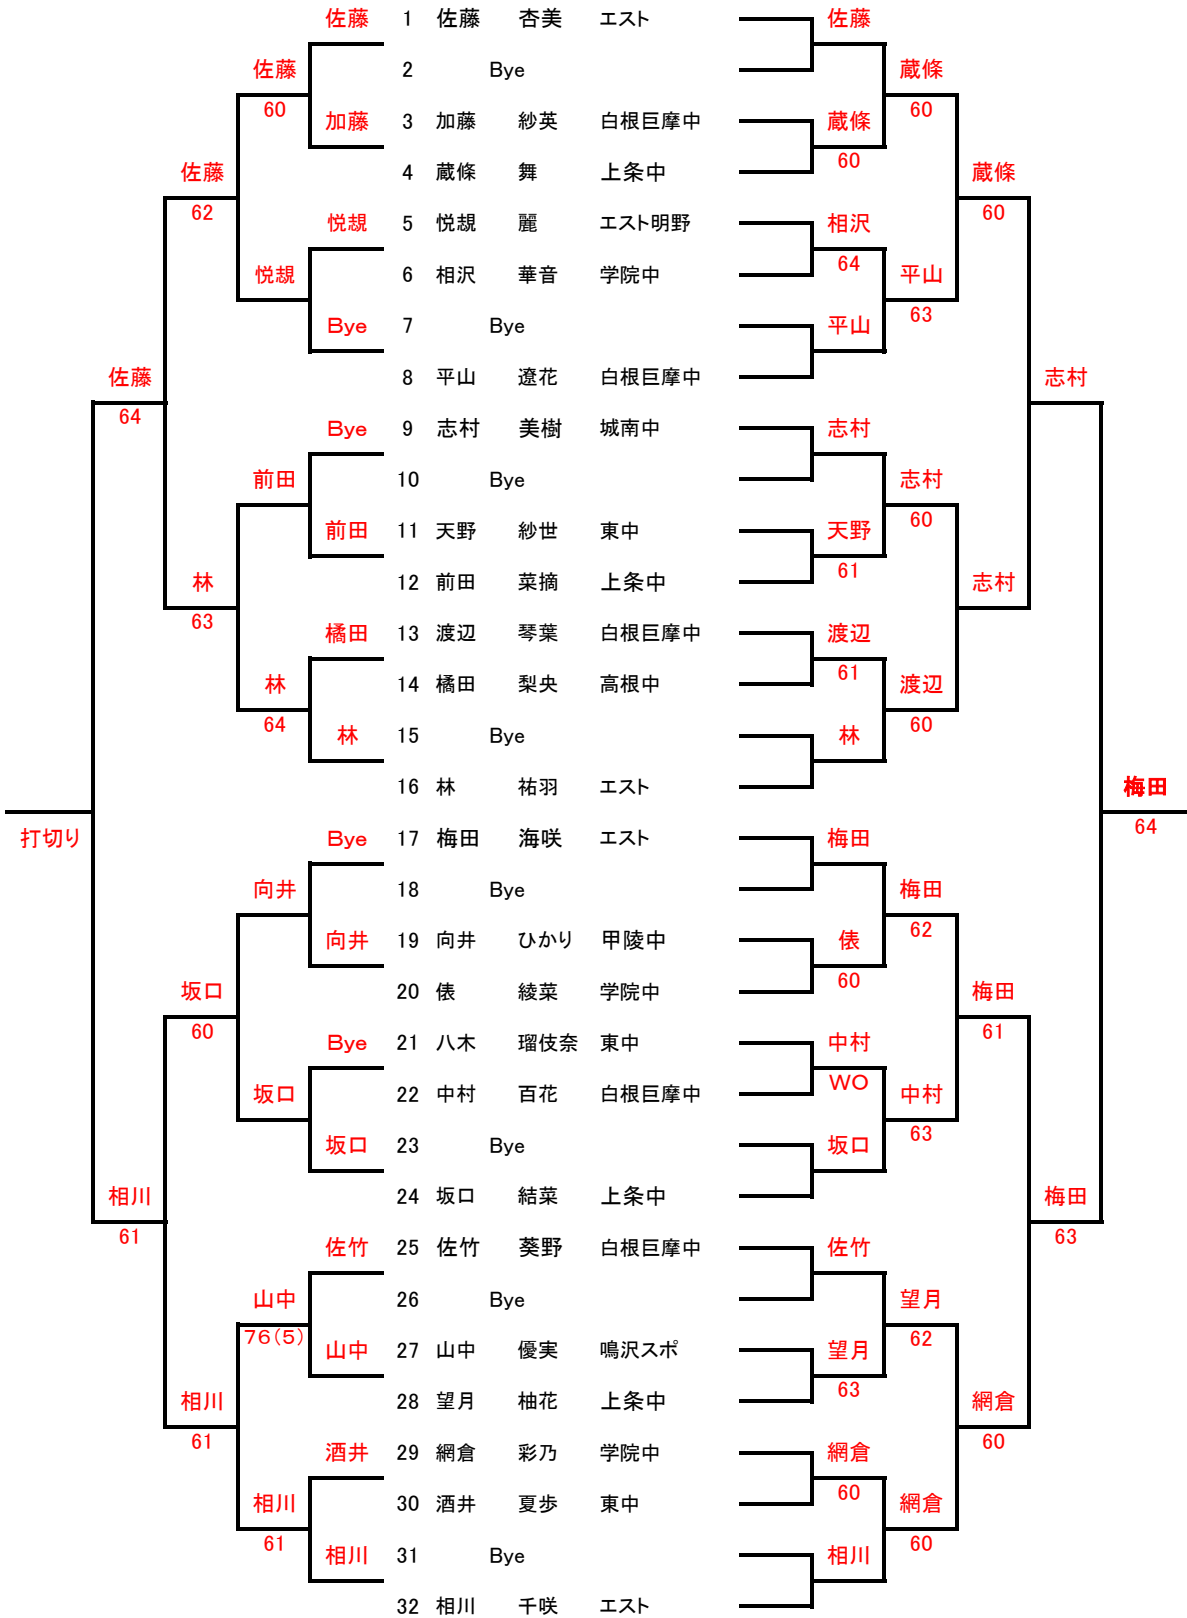 佐藤 1 佐藤 杏美 エスト 佐藤
佐藤 2 Bye 蔵條
60 60
加藤 3 加藤 紗英 白根巨摩中 蔵條
60
佐藤 4 蔵條 舞 上条中 蔵條
62 60
悦覟 5 悦覟 麗 エスト明野 相沢
64
悦覟 6 相沢 華音 学院中 平山
63
Bye 7 Bye 平山
佐藤 8 平山 遼花 白根巨摩中 志村
64
Bye 9 志村 美樹 城南中 志村
前田 10 Bye 志村
60
前田 11 天野 紗世 東中 天野
61
林 12 前田 菜摘 上条中 志村
63
橘田 13 渡辺 琴葉 白根巨摩中 渡辺
61
林 14 橘田 梨央 高根中 渡辺
64 60
林 15 Bye 林
16 林 祐羽 エスト 梅田
64
打切り Bye 17 梅田 海咲 エスト 梅田
向井 18 Bye 梅田
62
向井 19 向井 ひかり 甲陵中 俵
60
坂口 20 俵 綾菜 学院中 梅田
60 61
Bye 21 八木 瑠伎奈 東中 中村
WO
坂口 22 中村 百花 白根巨摩中 中村
63
坂口 23 Bye 坂口
相川 24 坂口 結菜 上条中 梅田
61 63
佐竹 25 佐竹 葵野 白根巨摩中 佐竹
山中 26 Bye 望月
76(5) 62
山中 27 山中 優実 鳴沢スポ 望月
63
相川 28 望月 柚花 上条中 網倉
61 60
酒井 29 網倉 彩乃 学院中 網倉
60
相川 30 酒井 夏歩 東中 網倉
61 60
相川 31 Bye 相川
32 相川 千咲 エスト